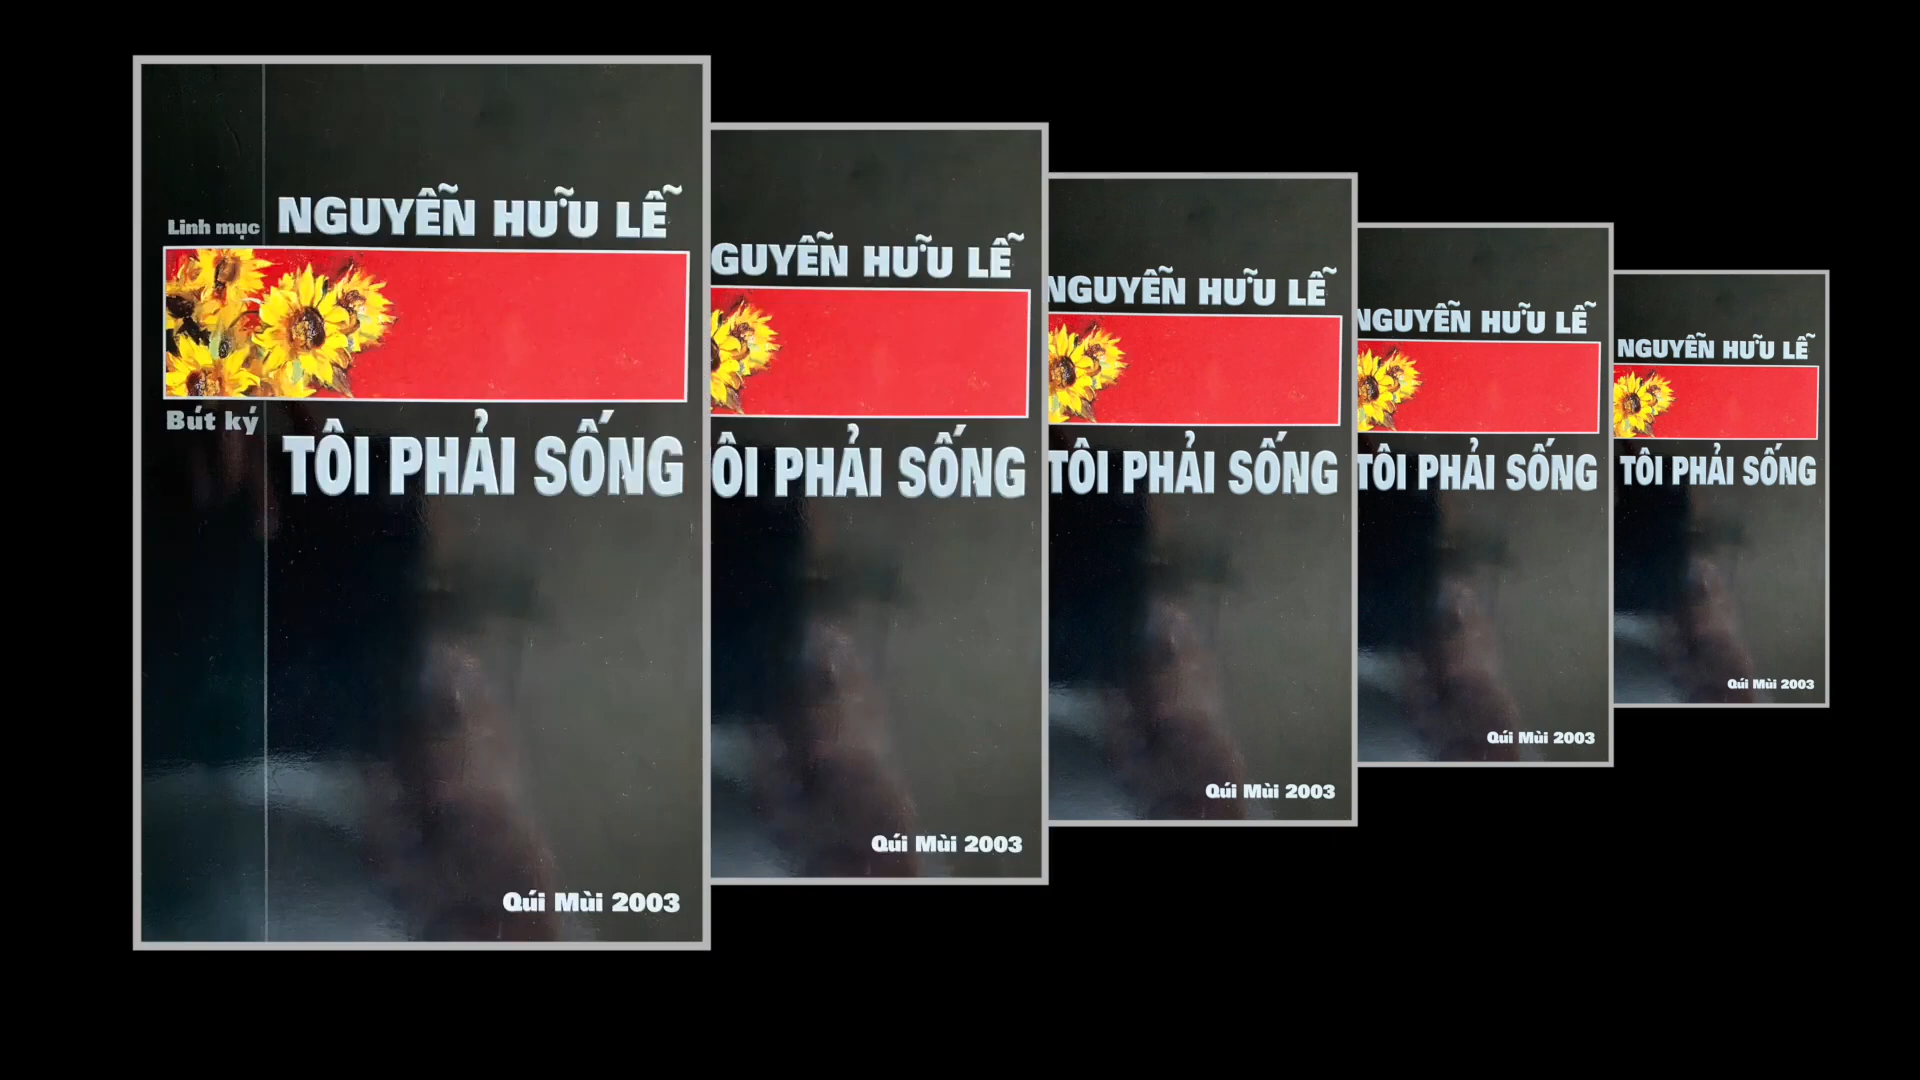 Linh mục NGUYỄN HỮU LỄ
Bút ký
TÔI PHẢI SỐNG
Qúi Mùi 2003
GUYỄN HỮU LỄ
ÔI PHẢI SỐNG
Qúi Mùi 2003
NGUYỄN HỮU LỄ
TÔI PHẢI SỐNG
Qúi Mùi 2003
NGUYỄN HỮU LỄ
TÔI PHẢI SỐNG
Qúi Mùi 2003
NGUYỄN HỮU LỄ
TÔI PHẢI SỐNG
Qúi Mùi 2003